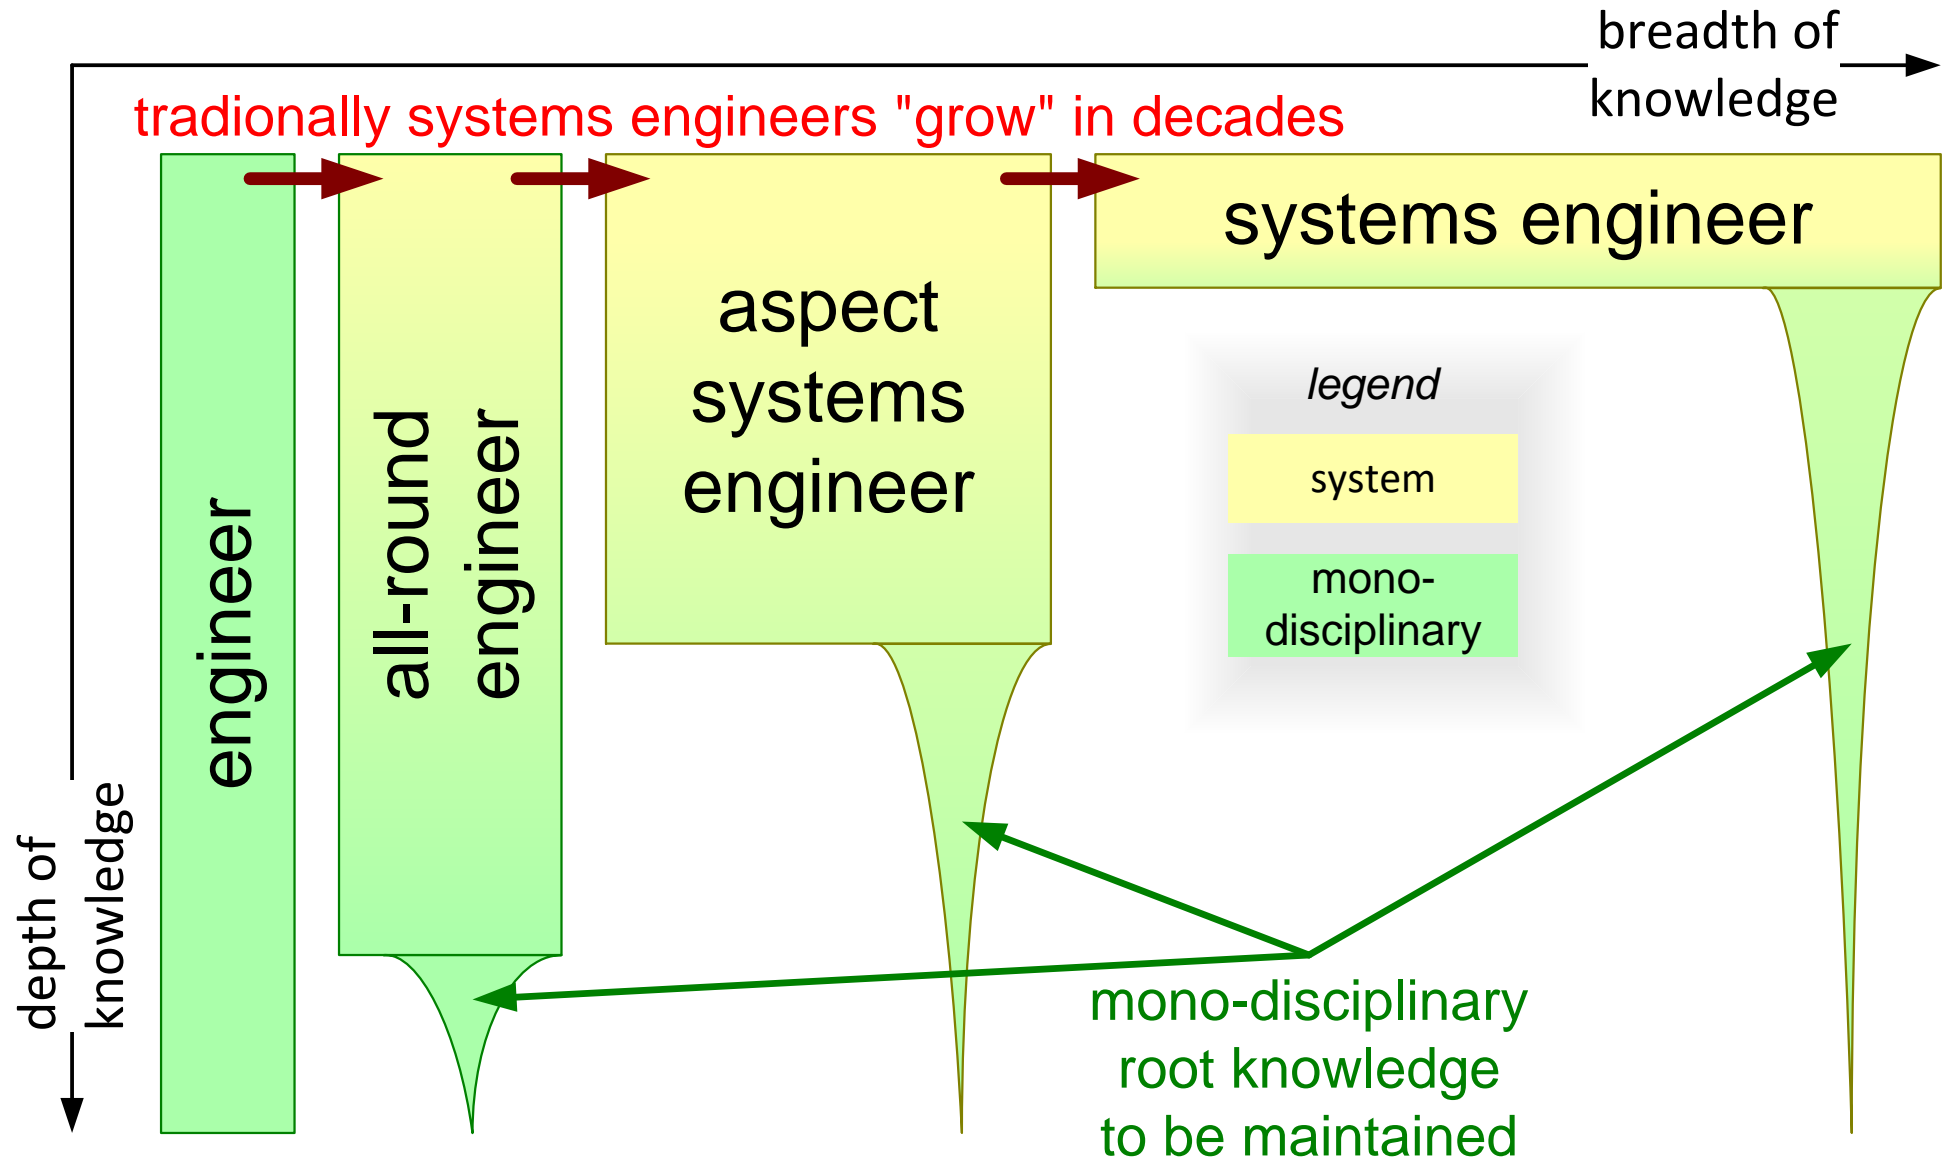 breadth of
knowledge
tradionally systems engineers "grow" in decades
engineer
all-round
engineer
aspect
systems
engineer
systems engineer
legend
system
mono-
disciplinary
depth of
knowledge
mono-disciplinary
root knowledge
to be maintained